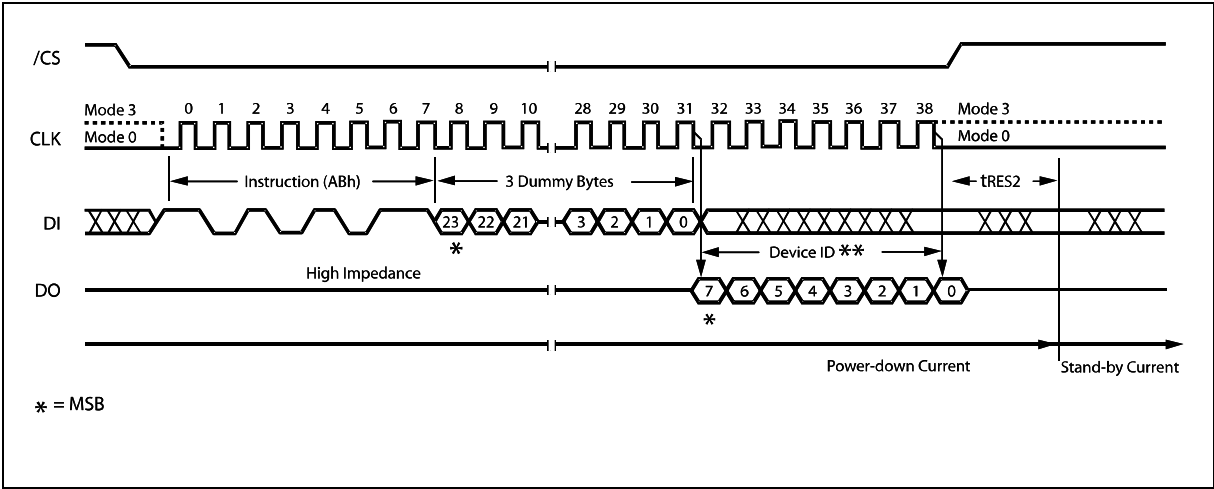 /CS
Mode 3 0 1 2 3 4 5 6 7 8 9 10 28 29 30 31 32 33 34 35 36 37 38 Mode 3
CLK Mode 0 Mode 0
Instruction (ABh) 3 Dummy Bytes tRES2
DI 23 22 21 3 2 1 0
* Device ID **
High Impedance
DO 7 6 5 4 3 2 1 0
*
Power-down Current Stand-by Current
* = MSB